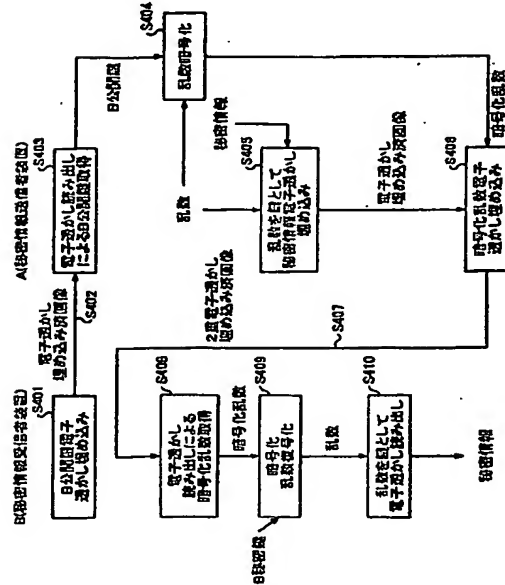 B(秘密情報受信者装置)
A(秘密情報送信者装置)
S401
B公開鍵電子
透かし埋め込み
電子透かし
埋め込み済画像
S402
S403
電子透かし読み出し
によるB公開鍵取得
B公開鍵
S404
乱数暗号化
乱数
秘密情報
S405
乱数を鍵として
秘密情報電子透かし
埋め込み
電子透かし
埋め込み済画像
暗号化乱数
S406
暗号化乱数電子
透かし埋め込み
S407
2重電子透かし
埋め込み済画像
S408
電子透かし
読み出しによる
暗号化乱数取得
暗号化乱数
S409
B秘密鍵
暗号化
乱数復号化
乱数
S410
乱数を鍵として
電子透かし読み出し
秘密情報